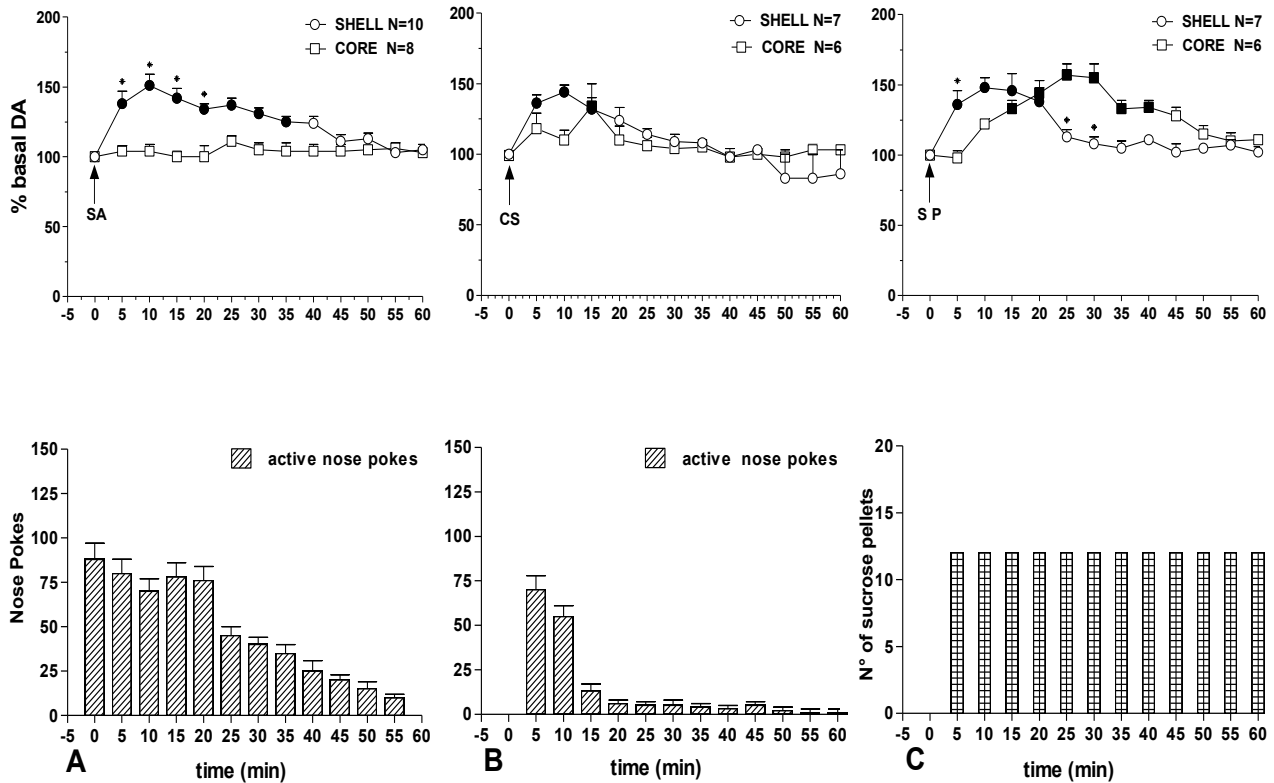 200
150
100
50
0
% basal DA
SHELL N=10
CORE N=8
* * * *
SA
-5 0 5 10 15 20 25 30 35 40 45 50 55 60
200
150
100
50
0
SHELL N=7
CORE N=6
CS
-5 0 5 10 15 20 25 30 35 40 45 50 55 60
200
150
100
50
0
SHELL N=7
CORE N=6
* * *
S P
-5 0 5 10 15 20 25 30 35 40 45 50 55 60
150
125
100
75
50
25
0
Nose Pokes
active nose pokes
-5 0 5 10 15 20 25 30 35 40 45 50 55 60
A
time (min)
150
125
100
75
50
25
0
active nose pokes
-5 0 5 10 15 20 25 30 35 40 45 50 55 60
B
time (min)
20
15
10
5
0
N° of sucrose pellets
-5 0 5 10 15 20 25 30 35 40 45 50 55 60
C
time (min)